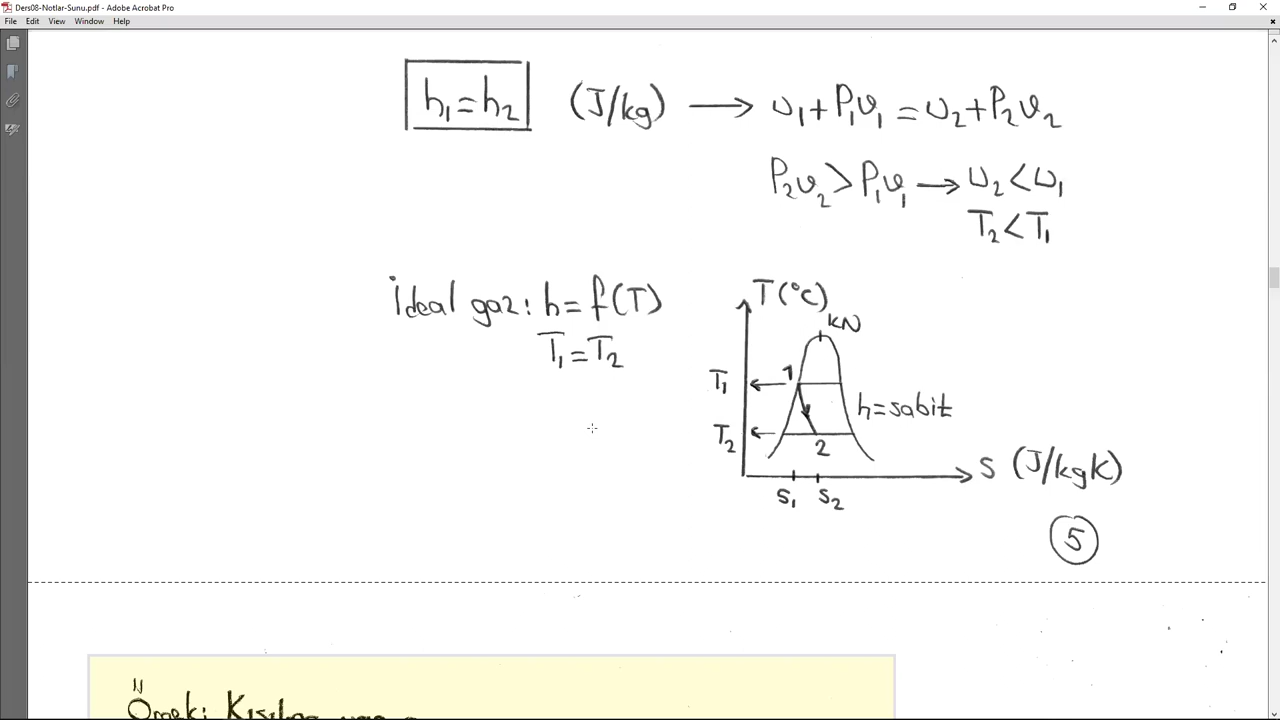 Ders08-Notlar-Sunu.pdf - Adobe Acrobat Pro
File Edit View Window Help
h₁=h₂ (J/kg) → u₁+P₁v₁=u₂+P₂v₂
P₂v₂>P₁v₁→u₂<u₁
T₂<T₁
İdeal gaz: h=f(T)
T₁=T₂
T(°C)
KN
T₁
1
h=sabit
T₂
2
s (J/kgK)
s₁ s₂
5
Örnek: Kısılma